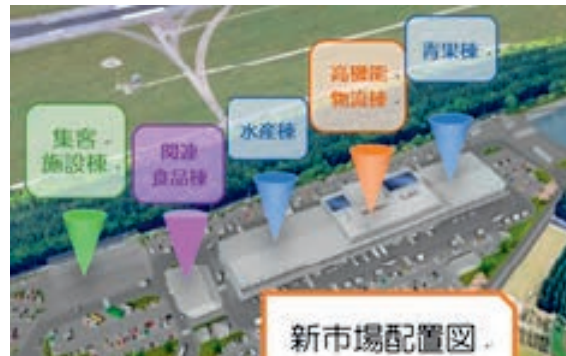 青果棟
高機能
物流棟
水産棟
集客
施設棟
関連
食品棟
新市場配置図